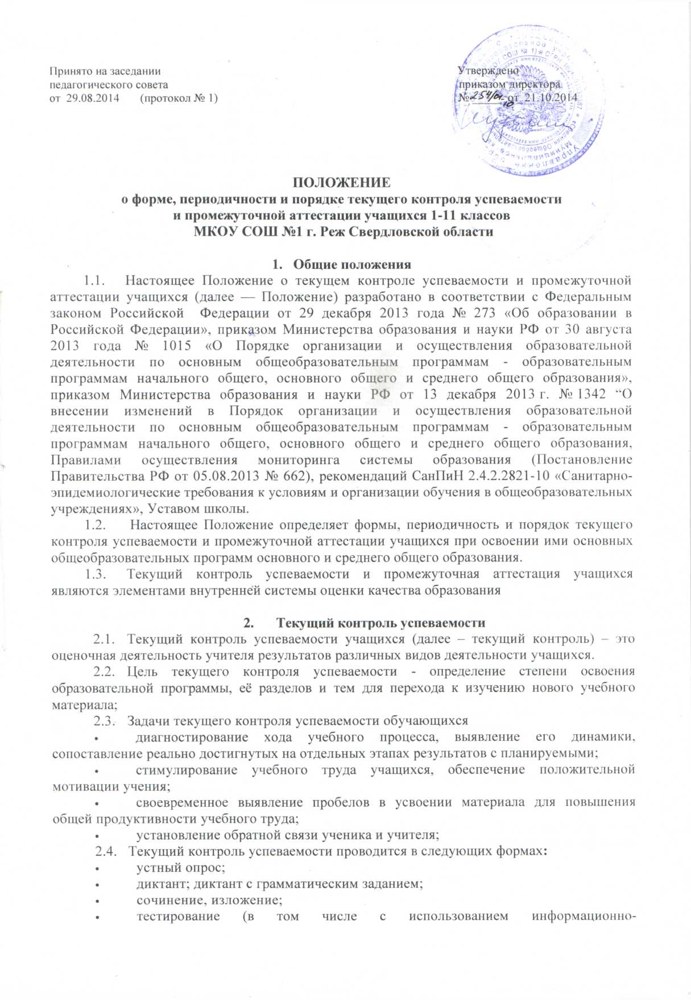 Принято на заседании
педагогического совета
от 29.08.2014 (протокол № 1)
Утверждено
приказом директора
№ 254/01-10 от 21.10.2014
ПОЛОЖЕНИЕ
о форме, периодичности и порядке текущего контроля успеваемости
и промежуточной аттестации учащихся 1-11 классов
МКОУ СОШ №1 г. Реж Свердловской области
1. Общие положения
1.1. Настоящее Положение о текущем контроле успеваемости и промежуточной
аттестации учащихся (далее — Положение) разработано в соответствии с Федеральным
законом Российской Федерации от 29 декабря 2013 года № 273 «Об образовании в
Российской Федерации», приказом Министерства образования и науки РФ от 30 августа
2013 года № 1015 «О Порядке организации и осуществления образовательной
деятельности по основным общеобразовательным программам - образовательным
программам начального общего, основного общего и среднего общего образования»,
приказом Министерства образования и науки РФ от 13 декабря 2013 г. № 1342 “О
внесении изменений в Порядок организации и осуществления образовательной
деятельности по основным общеобразовательным программам - образовательным
программам начального общего, основного общего и среднего общего образования,
Правилами осуществления мониторинга системы образования (Постановление
Правительства РФ от 05.08.2013 № 662), рекомендаций СанПиН 2.4.2.2821-10 «Санитарно-
эпидемиологические требования к условиям и организации обучения в общеобразовательных
учреждениях», Уставом школы.
1.2. Настоящее Положение определяет формы, периодичность и порядок текущего
контроля успеваемости и промежуточной аттестации учащихся при освоении ими основных
общеобразовательных программ основного и среднего общего образования.
1.3. Текущий контроль успеваемости и промежуточная аттестация учащихся
являются элементами внутренней системы оценки качества образования
2. Текущий контроль успеваемости
2.1. Текущий контроль успеваемости учащихся (далее – текущий контроль) – это
оценочная деятельность учителя результатов различных видов деятельности учащихся.
2.2. Цель текущего контроля успеваемости - определение степени освоения
образовательной программы, её разделов и тем для перехода к изучению нового учебного
материала;
2.3. Задачи текущего контроля успеваемости обучающихся
• диагностирование хода учебного процесса, выявление его динамики,
сопоставление реально достигнутых на отдельных этапах результатов с планируемыми;
• стимулирование учебного труда учащихся, обеспечение положительной
мотивации учения;
• своевременное выявление пробелов в усвоении материала для повышения
общей продуктивности учебного труда;
• установление обратной связи ученика и учителя;
2.4. Текущий контроль успеваемости проводится в следующих формах:
• устный опрос;
• диктант; диктант с грамматическим заданием;
• сочинение, изложение;
• тестирование (в том числе с использованием информационно-